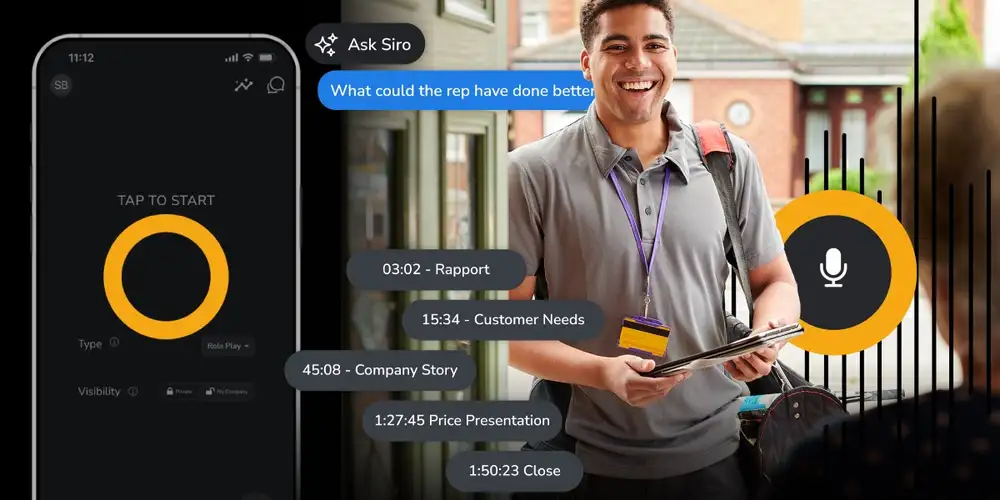 11:12
SB
TAP TO START
Type
Role Play
Visibility
Private
My Company
Ask Siro
What could the rep have done better
03:02 - Rapport
15:34 - Customer Needs
45:08 - Company Story
1:27:45 Price Presentation
1:50:23 Close